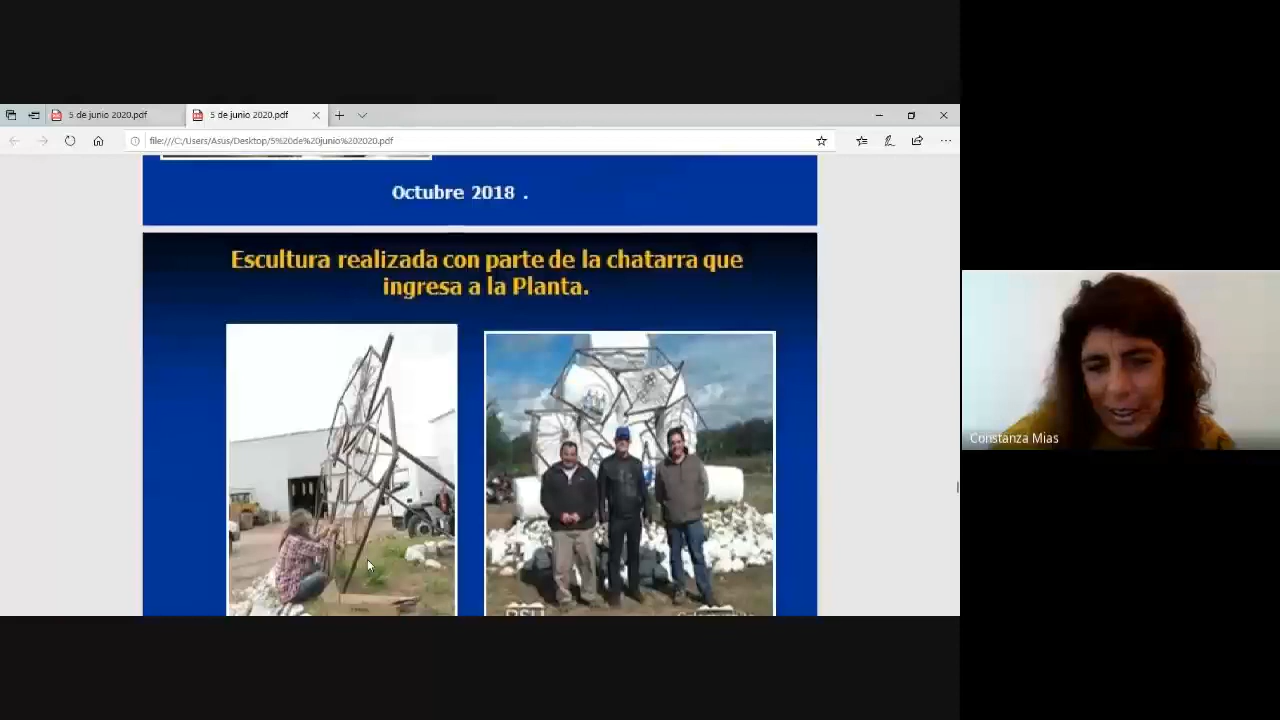 5 de junio 2020.pdf
5 de junio 2020.pdf
file:///C:/Users/Asus/Desktop/5%20de%20junio%202020.pdf
Octubre 2018 .
Escultura realizada con parte de la chatarra que
ingresa a la Planta.
Constanza Mias